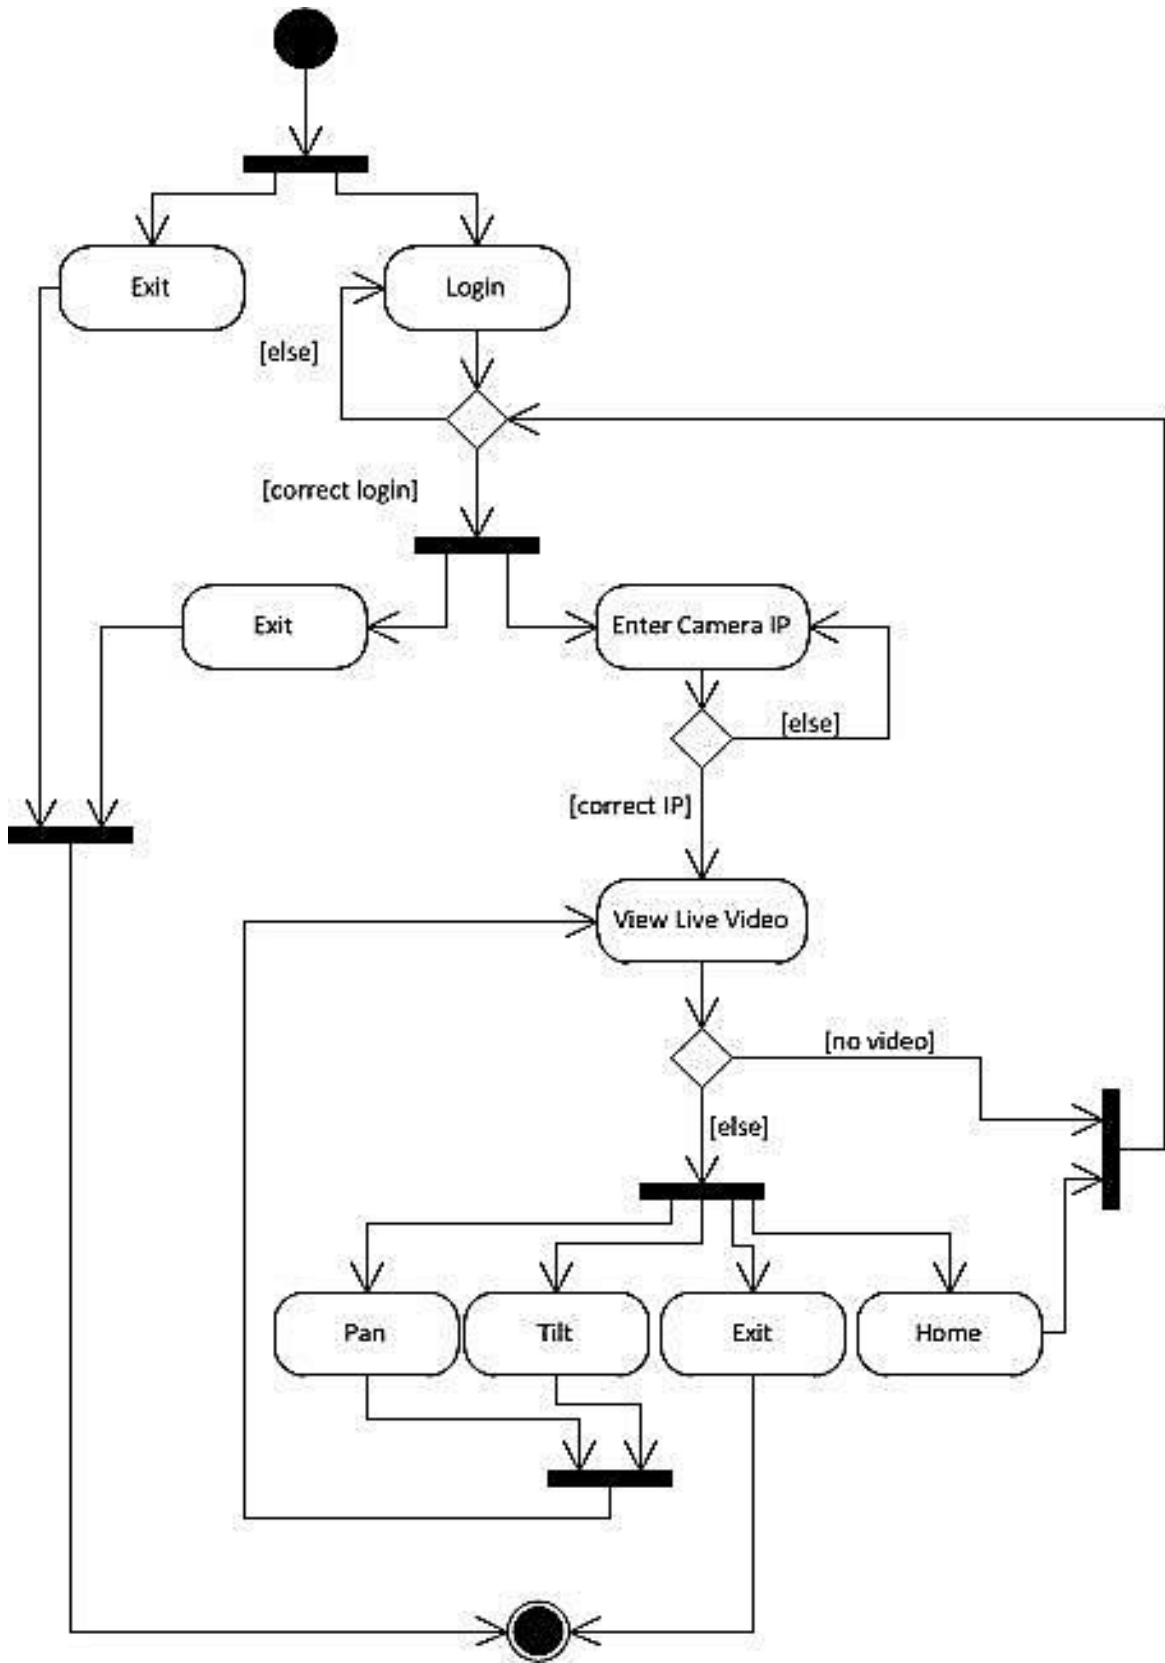 Exit
Login
[else]
[correct login]
Exit
Enter Camera IP
[else]
[correct IP]
View Live Video
[no video]
[else]
Pan
Tilt
Exit
Home